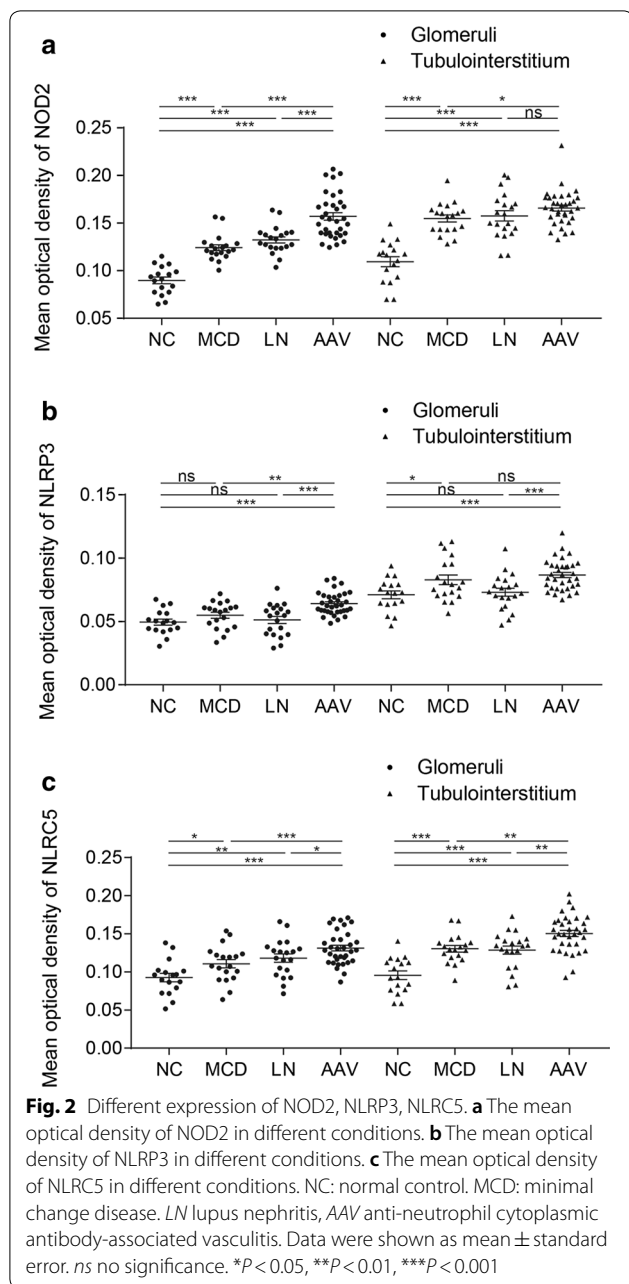 a
● Glomeruli
▲ Tubulointerstitium
Mean optical density of NOD2
*** *** *** *
*** *** *** ns
*** ***
0.25
0.20
0.15
0.10
0.05
NC MCD LN AAV NC MCD LN AAV
b
● Glomeruli
▲ Tubulointerstitium
Mean optical density of NLRP3
ns ** * ns
ns *** ns ***
*** ***
0.15
0.10
0.05
0.00
NC MCD LN AAV NC MCD LN AAV
c
● Glomeruli
▲ Tubulointerstitium
Mean optical density of NLRC5
* *** *** **
** * *** **
*** ***
0.25
0.20
0.15
0.10
0.05
0.00
NC MCD LN AAV NC MCD LN AAV
Fig. 2 Different expression of NOD2, NLRP3, NLRC5. a The mean
optical density of NOD2 in different conditions. b The mean optical
density of NLRP3 in different conditions. c The mean optical density
of NLRC5 in different conditions. NC: normal control. MCD: minimal
change disease. LN lupus nephritis, AAV anti-neutrophil cytoplasmic
antibody-associated vasculitis. Data were shown as mean ± standard
error. ns no significance. *P < 0.05, **P < 0.01, ***P < 0.001